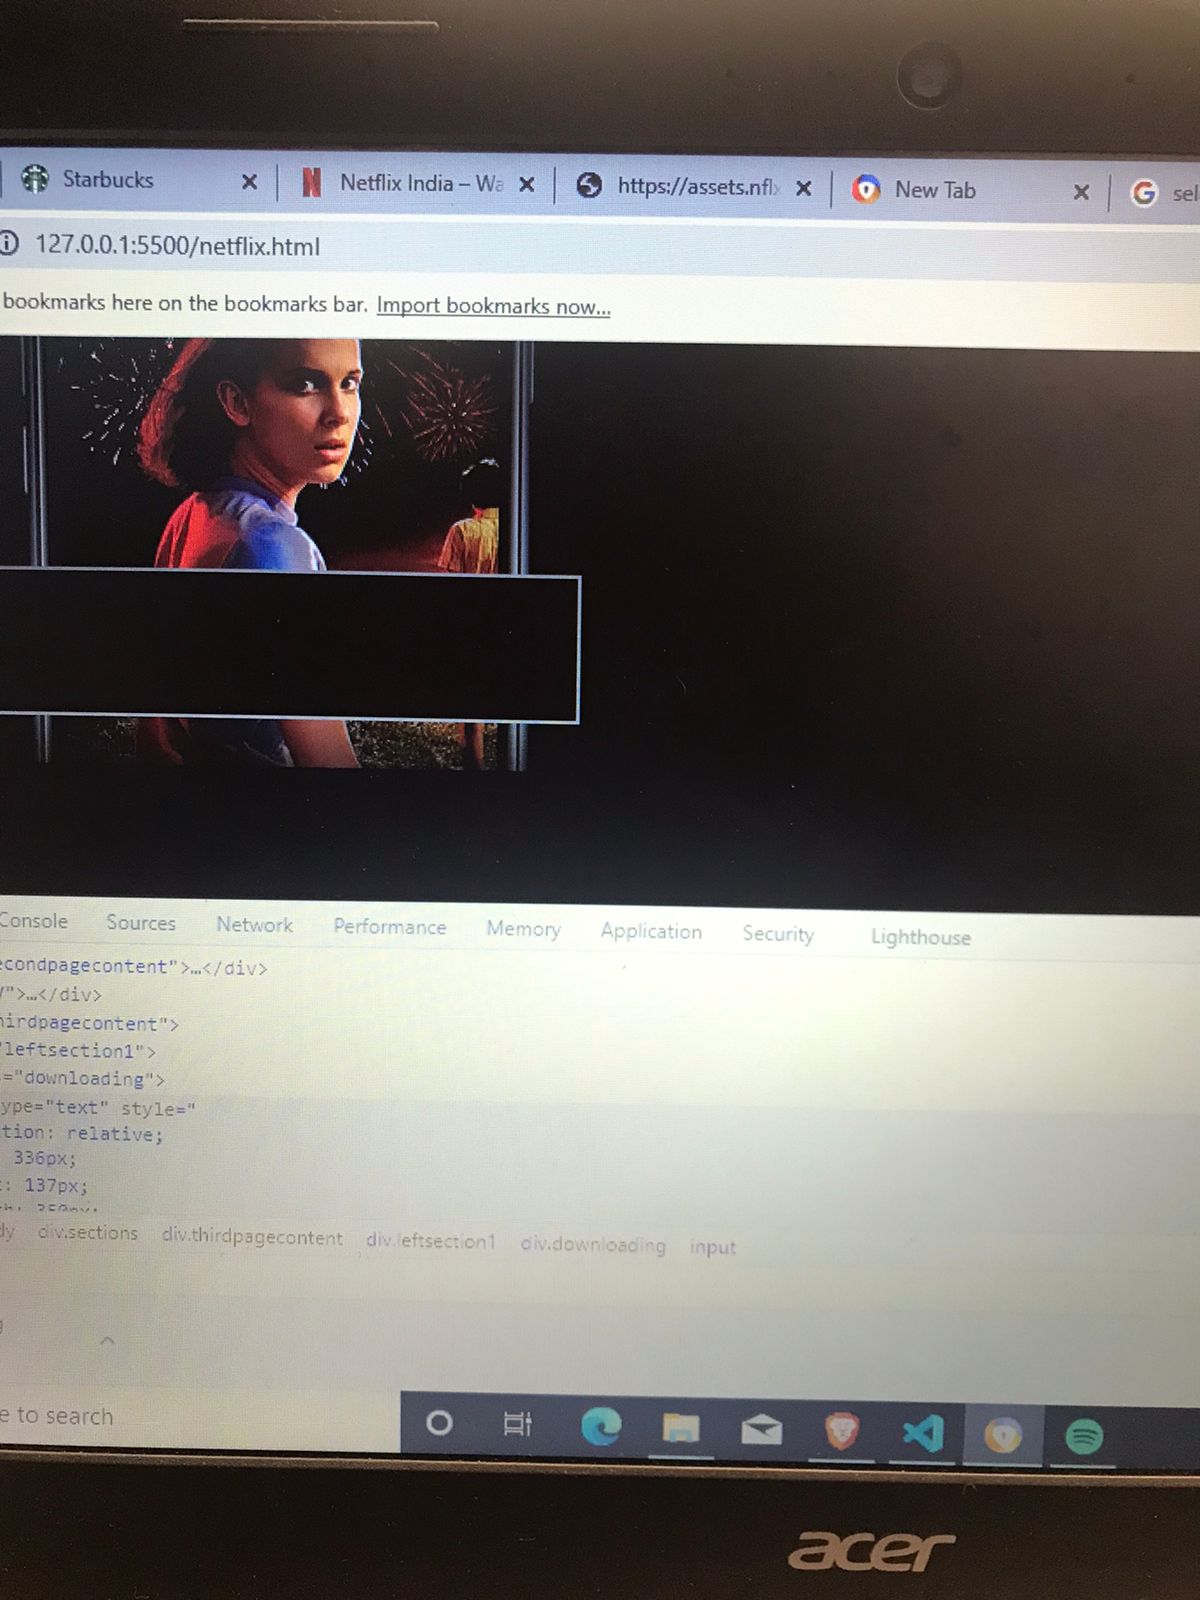 Starbucks
Netflix India – Wa
https://assets.nflx
New Tab
G sel
127.0.0.1:5500/netflix.html
bookmarks here on the bookmarks bar. Import bookmarks now...
Console Sources Network Performance Memory Application Security Lighthouse
econdpagecontent">…</div>
/">…</div>
hirdpagecontent">
"leftsection1">
="downloading">
ype="text" style="
tion: relative;
336px;
: 137px;
dy div.sections div.thirdpagecontent div.leftsection1 div.downloading input
e to search
acer